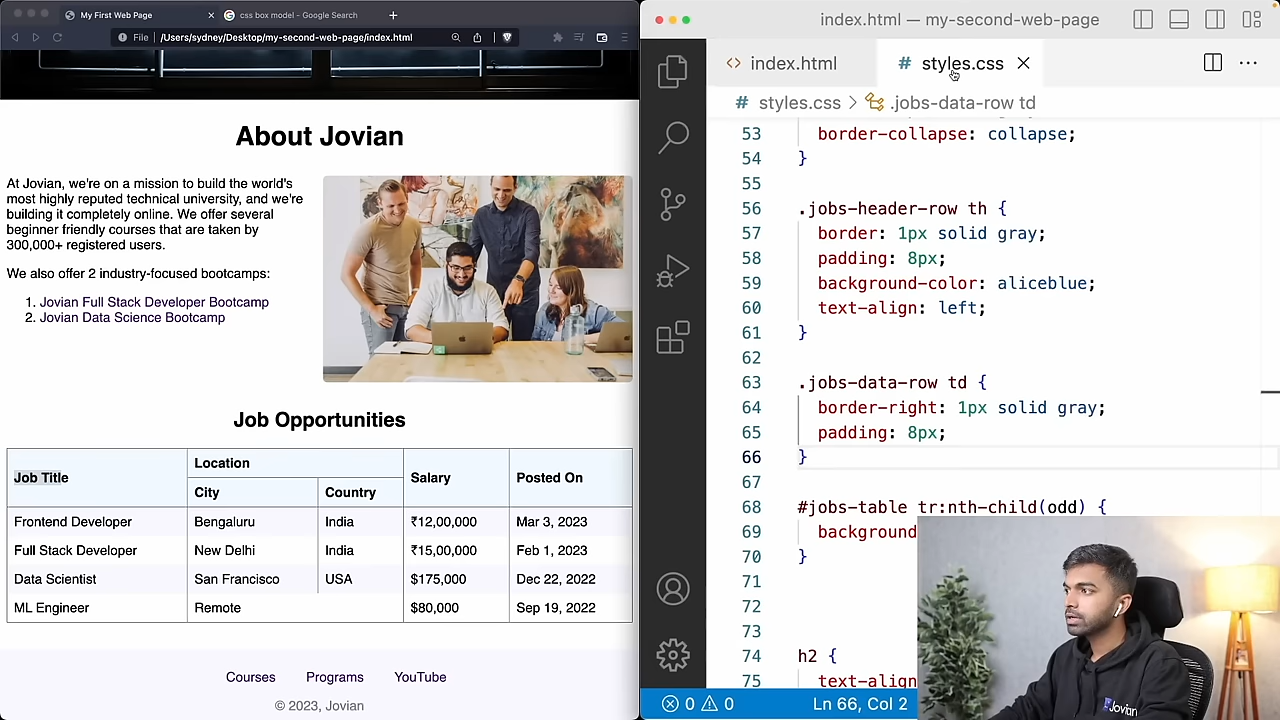 My First Web Page
css box model - Google Search
File
/Users/sydney/Desktop/my-second-web-page/index.html
About Jovian
At Jovian, we're on a mission to build the world's
most highly reputed technical university, and we're
building it completely online. We offer several
beginner friendly courses that are taken by
300,000+ registered users.
We also offer 2 industry-focused bootcamps:
1. Jovian Full Stack Developer Bootcamp
2. Jovian Data Science Bootcamp
Job Opportunities
Job Title
Location
Salary
Posted On
City
Country
Frontend Developer Bengaluru India ₹12,00,000 Mar 3, 2023
Full Stack Developer New Delhi India ₹15,00,000 Feb 1, 2023
Data Scientist San Francisco USA $175,000 Dec 22, 2022
ML Engineer Remote $80,000 Sep 19, 2022
Courses Programs YouTube
© 2023, Jovian
index.html — my-second-web-page
index.html
# styles.css
# styles.css > .jobs-data-row td
53 border-collapse: collapse;
54 }
55
56 .jobs-header-row th {
57 border: 1px solid gray;
58 padding: 8px;
59 background-color: aliceblue;
60 text-align: left;
61 }
62
63 .jobs-data-row td {
64 border-right: 1px solid gray;
65 padding: 8px;
66 }
67
68 #jobs-table tr:nth-child(odd) {
69 background
70 }
71
72
73
74 h2 {
75 text-align
0 0
Ln 66, Col 2
Jovian